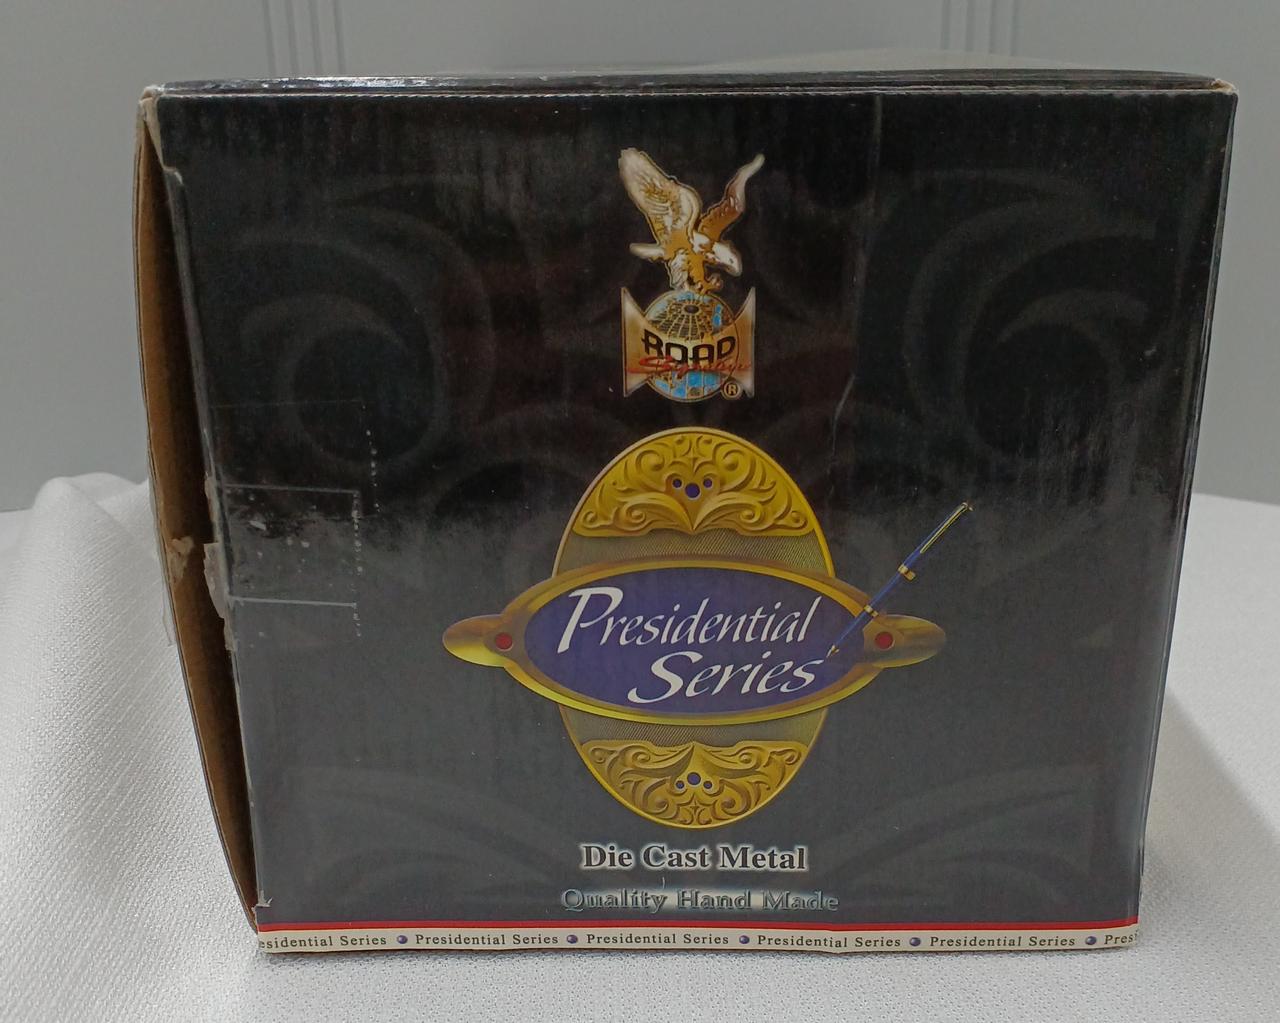 ROAD
Signature
®
Presidential
Series
Die Cast Metal
Quality Hand Made
esidential Series Presidential Series Presidential Series Presidential Series Presidential Series Pres